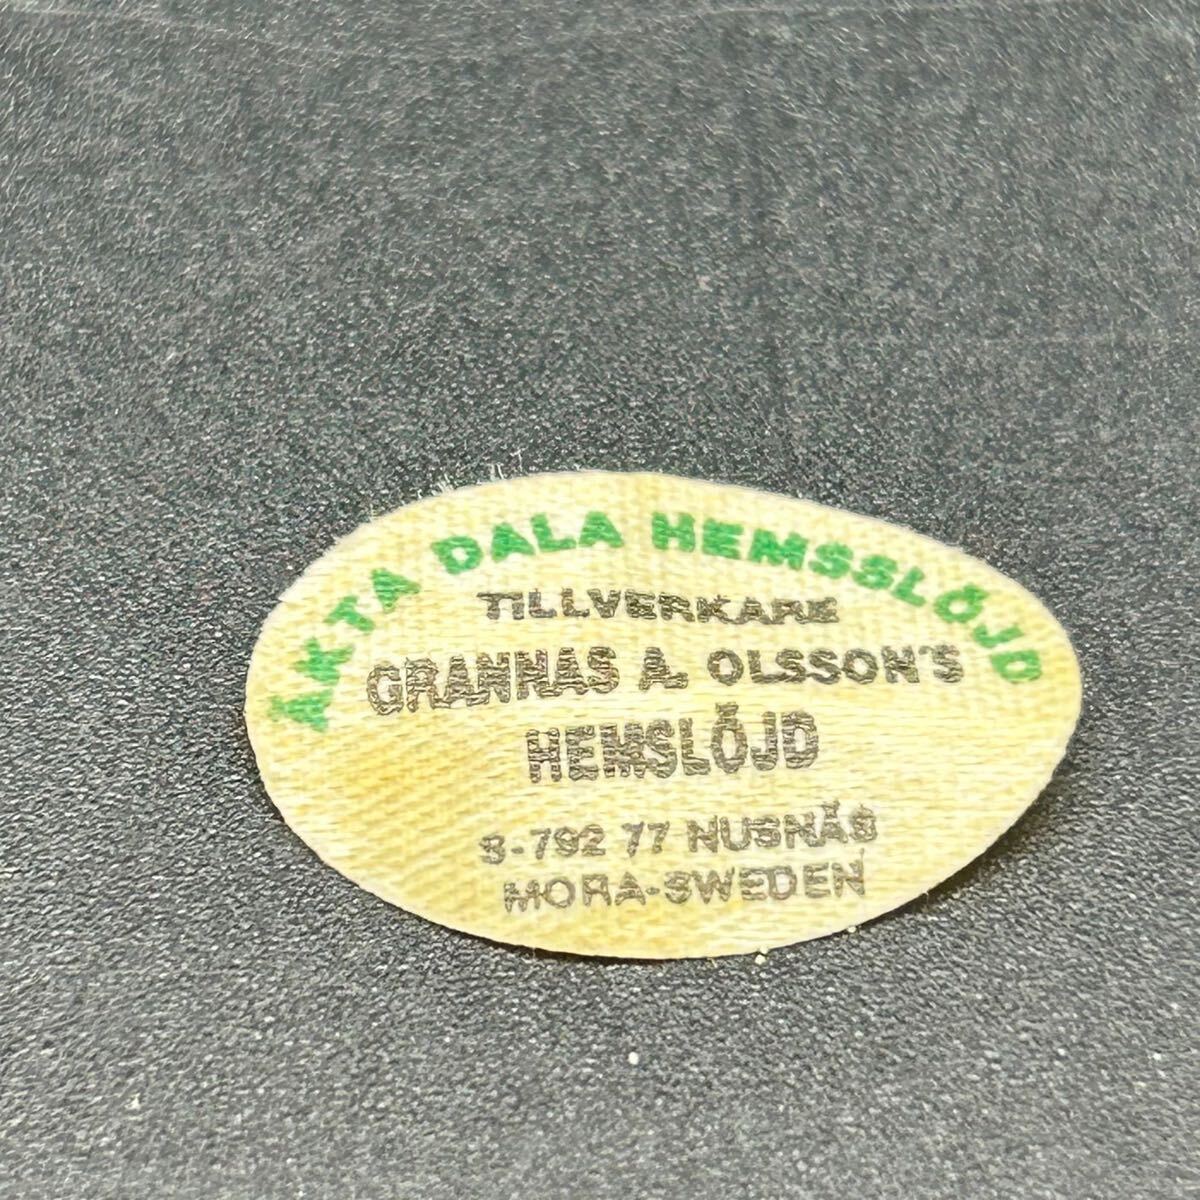 ÄKTA DALA HEMSSLÖJD
TILLVERKARE
GRANNAS A. OLSSON'S
HEMSLÖJD
S-792 77 NUSNÄS
MORA-SWEDEN